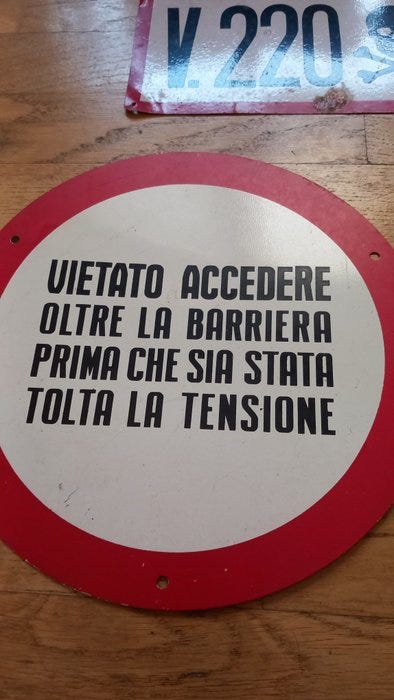 V. 220
VIETATO ACCEDERE
OLTRE LA BARRIERA
PRIMA CHE SIA STATA
TOLTA LA TENSIONE